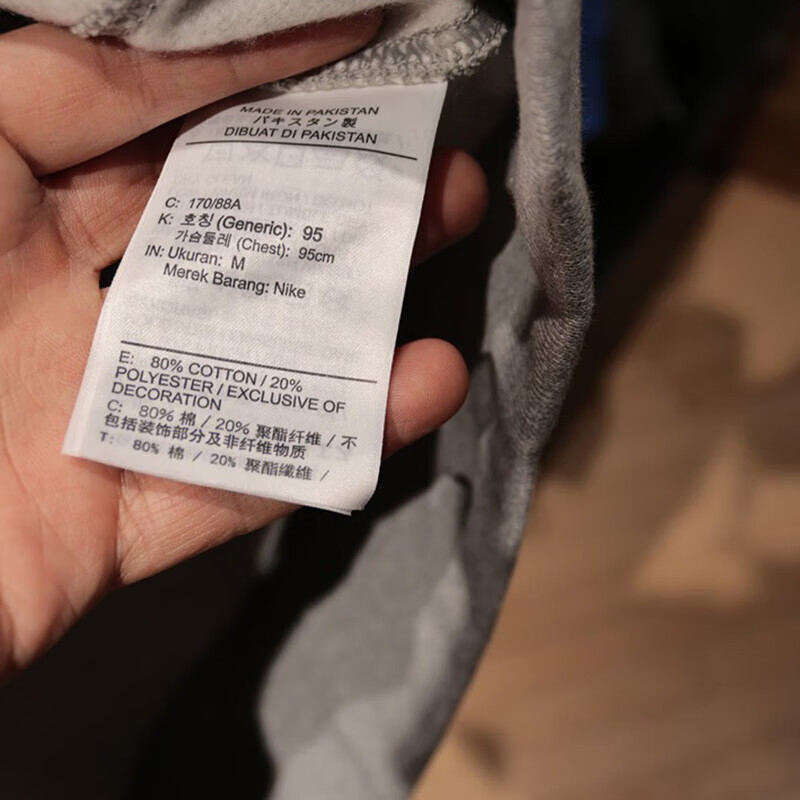 MADE IN PAKISTAN
パキスタン製
DIBUAT DI PAKISTAN
C: 170/88A
K: 호칭 (Generic): 95
가슴둘레 (Chest): 95cm
IN: Ukuran: M
Merek Barang: Nike
E: 80% COTTON / 20%
POLYESTER / EXCLUSIVE OF
DECORATION
C: 80% 棉 / 20% 聚酯纤维 / 不
包括装饰部分及非纤维物质
T: 80% 棉 / 20% 聚酯纖維 /